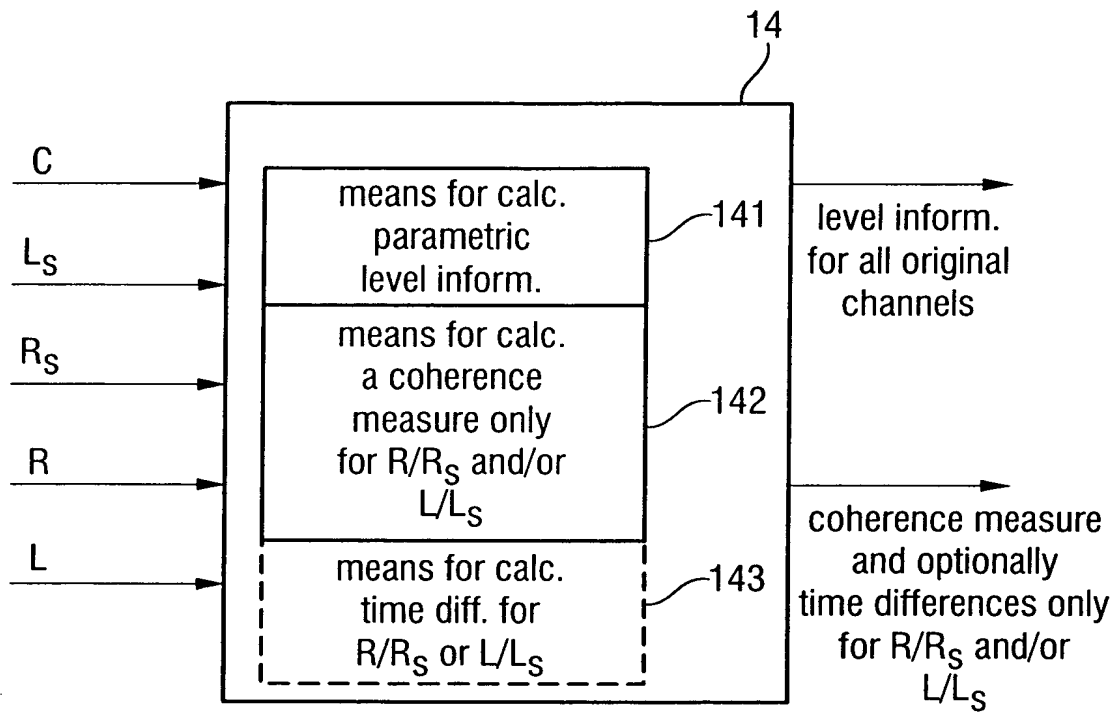 14
C
L_S
R_S
R
L
means for calc.
parametric
level inform.
141
means for calc.
a coherence
measure only
for R/R_S and/or
L/L_S
142
means for calc.
time diff. for
R/R_S or L/L_S
143
level inform.
for all original
channels
coherence measure
and optionally
time differences only
for R/R_S and/or
L/L_S